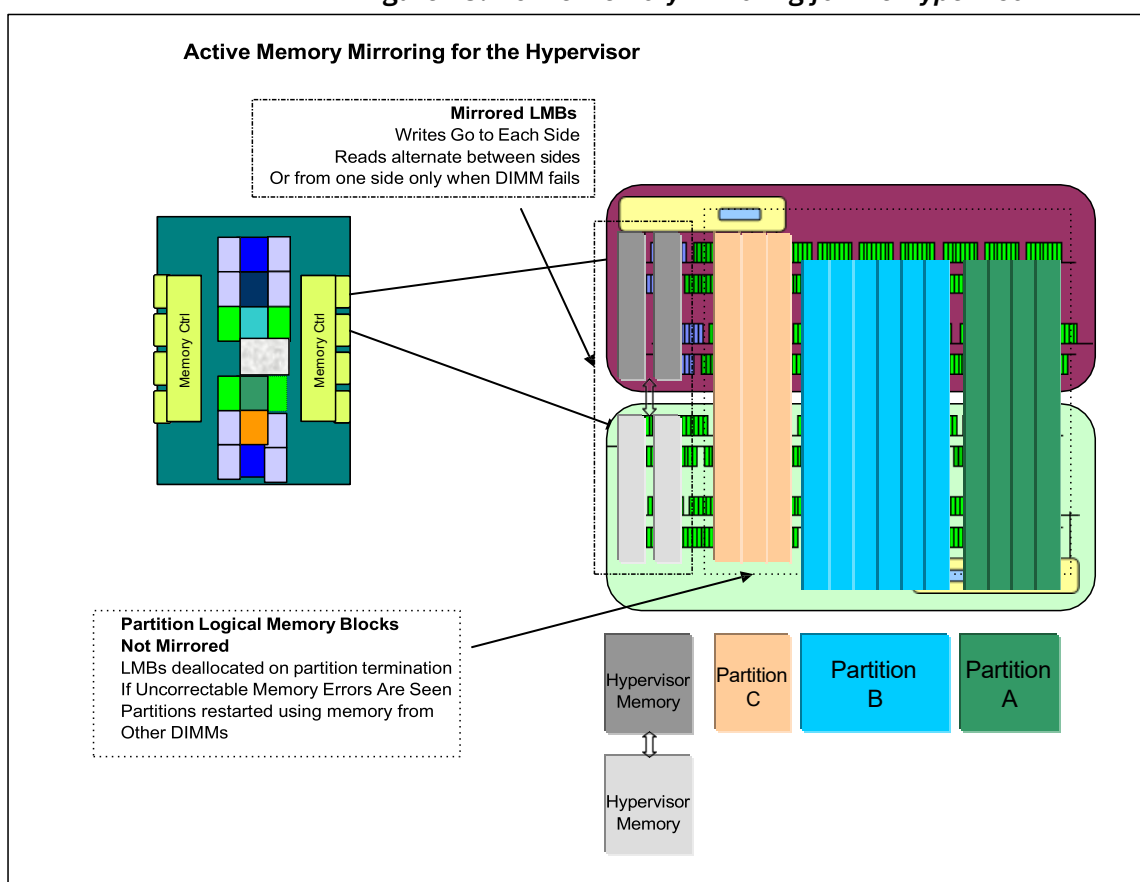 Active Memory Mirroring for the Hypervisor
Mirrored LMBs
Writes Go to Each Side
Reads alternate between sides
Or from one side only when DIMM fails
Memory Ctrl
Memory Ctrl
Partition Logical Memory Blocks
Not Mirrored
LMBs deallocated on partition termination
If Uncorrectable Memory Errors Are Seen
Partitions restarted using memory from
Other DIMMs
Hypervisor
Memory
Partition
C
Partition
B
Partition
A
Hypervisor
Memory